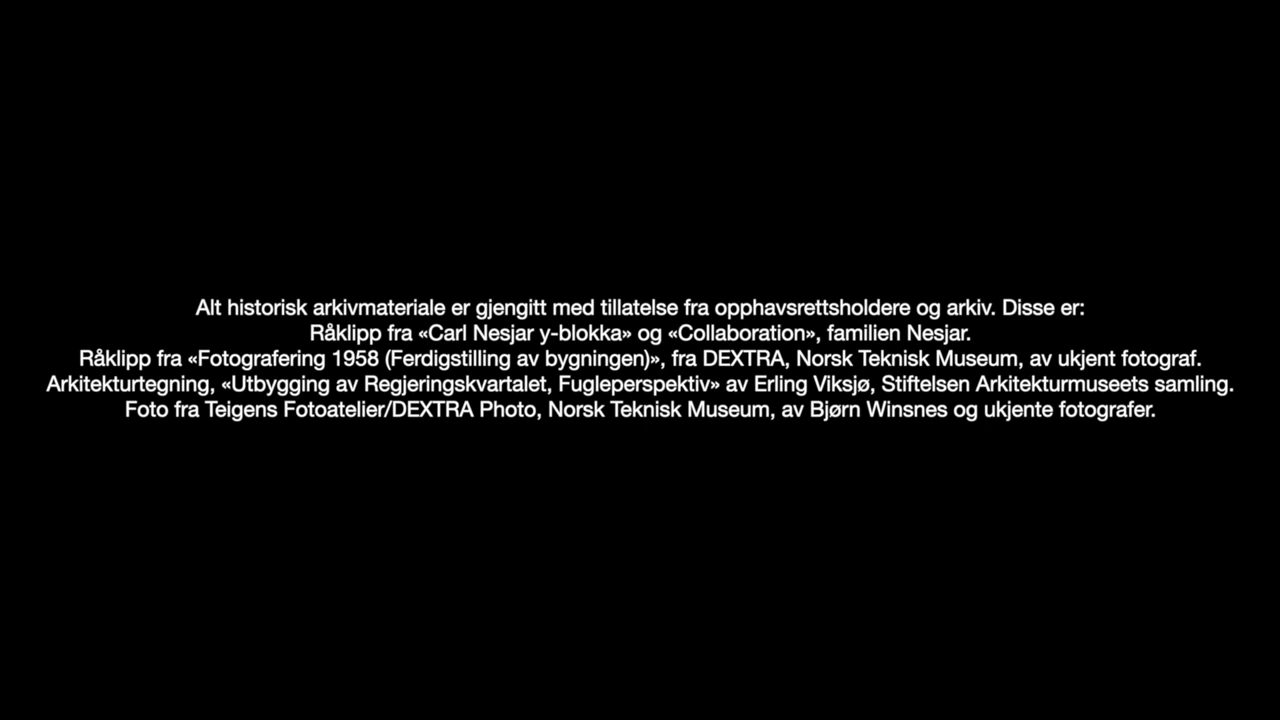 Alt historisk arkivmateriale er gjengitt med tillatelse fra opphavsrettsholdere og arkiv. Disse er:
Råklipp fra «Carl Nesjar y-blokka» og «Collaboration», familien Nesjar.
Råklipp fra «Fotografering 1958 (Ferdigstilling av bygningen)», fra DEXTRA, Norsk Teknisk Museum, av ukjent fotograf.
Arkitekturtegning, «Utbygging av Regjeringskvartalet, Fugleperspektiv» av Erling Viksjø, Stiftelsen Arkitekturmuseets samling.
Foto fra Teigens Fotoatelier/DEXTRA Photo, Norsk Teknisk Museum, av Bjørn Winsnes og ukjente fotografer.